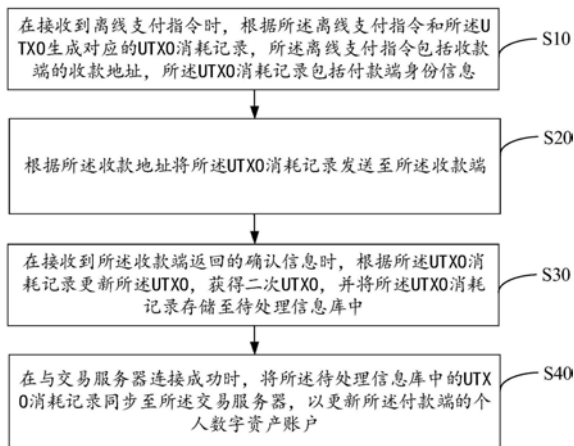 在接收到离线支付指令时，根据所述离线支付指令和所述U
TXO生成对应的UTXO消耗记录，所述离线支付指令包括收款
端的收款地址，所述UTXO消耗记录包括付款端身份信息
S10
根据所述收款地址将所述UTXO消耗记录发送至所述收款端
S20
在接收到所述收款端返回的确认信息时，根据所述UTXO消
耗记录更新所述UTXO，获得二次UTXO，并将所述UTXO消耗
记录存储至待处理信息库中
S30
在与交易服务器连接成功时，将所述待处理信息库中的UTX
O消耗记录同步至所述交易服务器，以更新所述付款端的个
人数字资产账户
S40